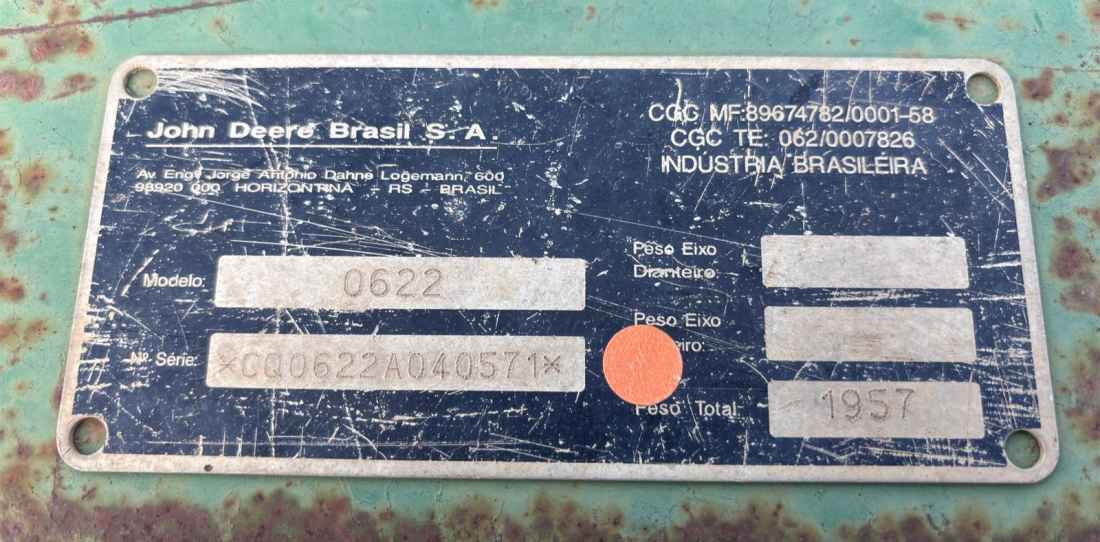 John Deere Brasil S. A.
Av. Engº Jorge Antônio Dahne Logemann, 600
98920 000 HORIZONTINA - RS - BRASIL
CGC MF:89674782/0001-58
CGC TE: 062/0007826
INDÚSTRIA BRASILEIRA
Modelo: 0622
Nº Série: *CQ0622A040571*
Peso Eixo
Dianteiro:
Peso Eixo
Peso Total: 1957